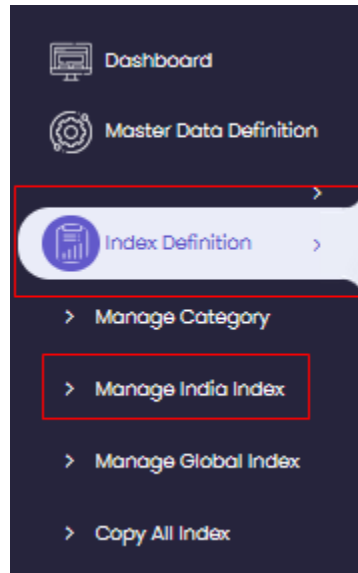 Dashboard
Master Data Definition
Index Definition
Manage Category
Manage India Index
Manage Global Index
Copy All Index